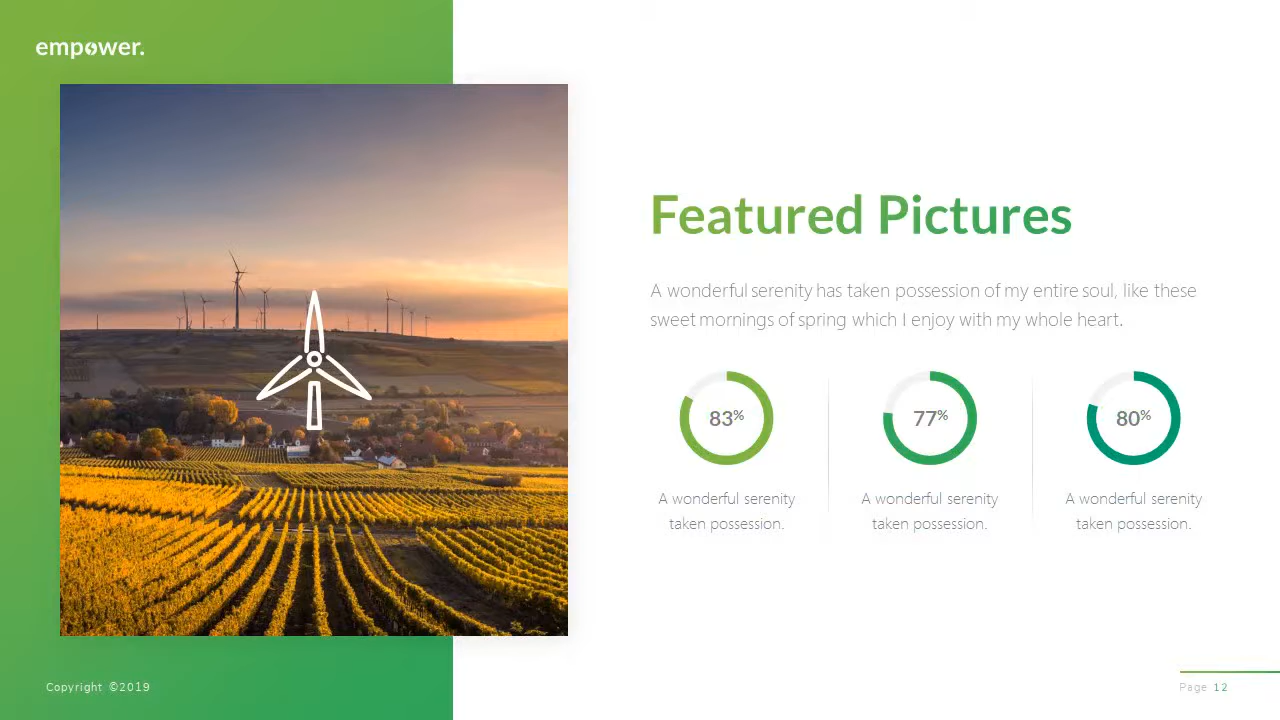 empower.
Featured Pictures
A wonderful serenity has taken possession of my entire soul, like these
sweet mornings of spring which I enjoy with my whole heart.
83%
77%
80%
A wonderful serenity
taken possession.
A wonderful serenity
taken possession.
A wonderful serenity
taken possession.
Copyright ©2019
Page 12